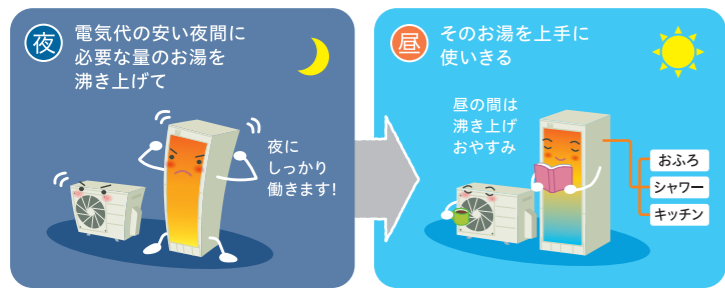 夜
電気代の安い夜間に
必要な量のお湯を
沸き上げて
夜に
しっかり
働きます!
昼
そのお湯を上手に
使いきる
昼の間は
沸き上げ
おやすみ
おふろ
シャワー
キッチン